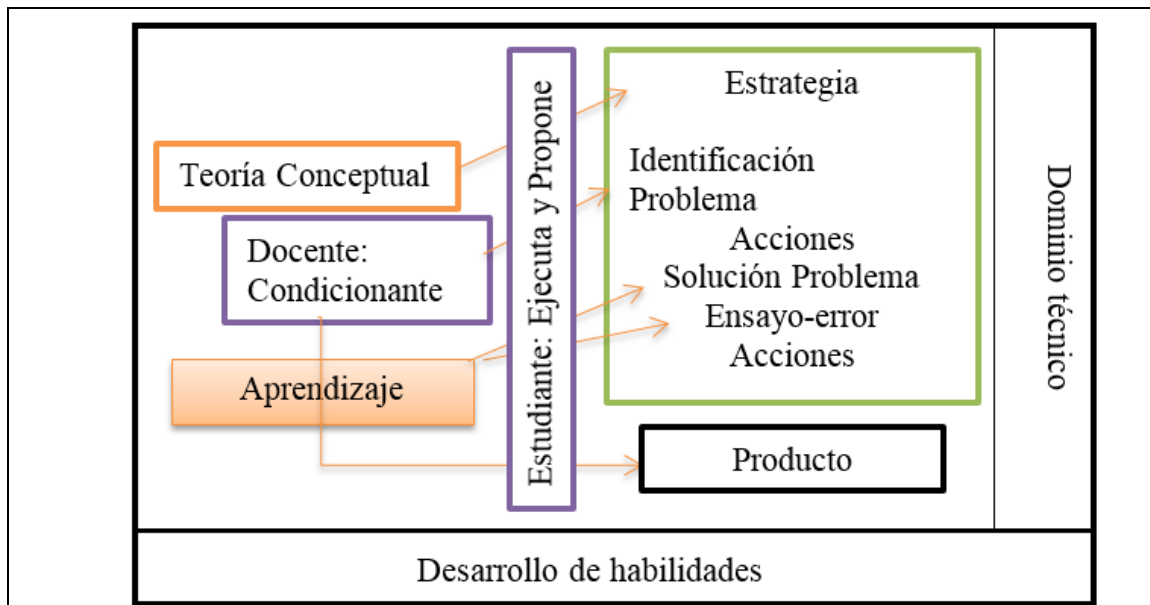 Teoría Conceptual
Docente:
Condicionante
Aprendizaje
Estudiante: Ejecuta y Propone
Estrategia
Identificación
Problema
Acciones
Solución Problema
Ensayo-error
Acciones
Producto
Dominio técnico
Desarrollo de habilidades